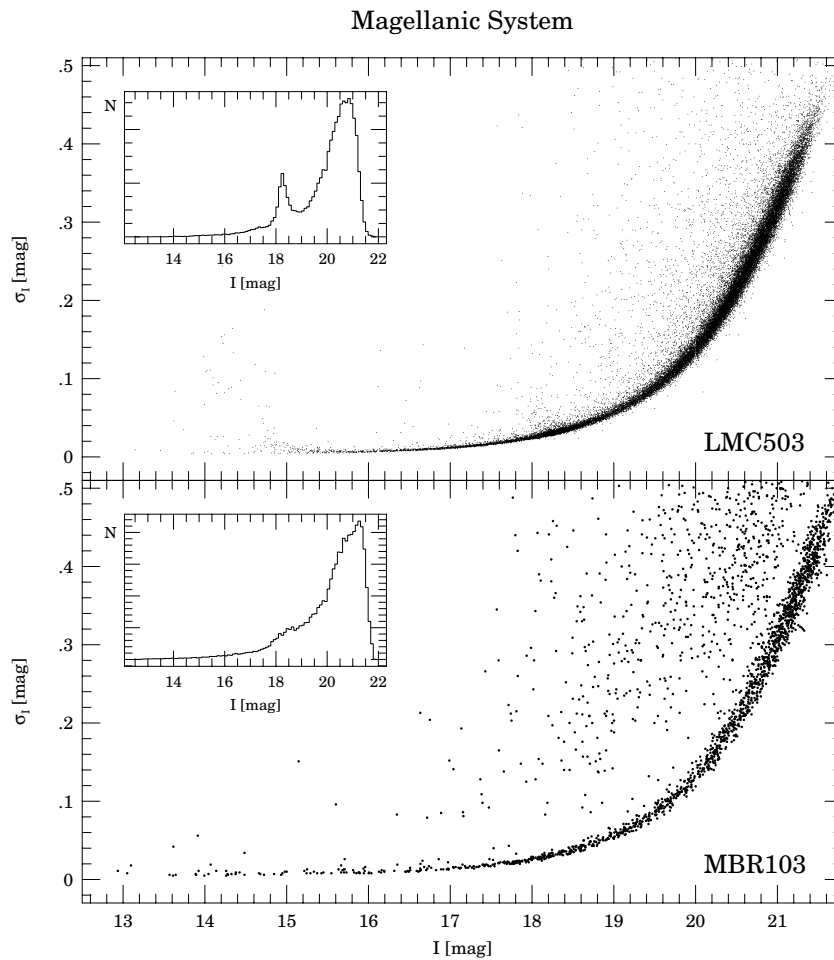 Magellanic System
.5
.4
.3
.2
.1
0
σI [mag]
N
14 16 18 20 22
I [mag]
LMC503
.5
.4
.3
.2
.1
0
σI [mag]
N
14 16 18 20 22
I [mag]
MBR103
13 14 15 16 17 18 19 20 21
I [mag]